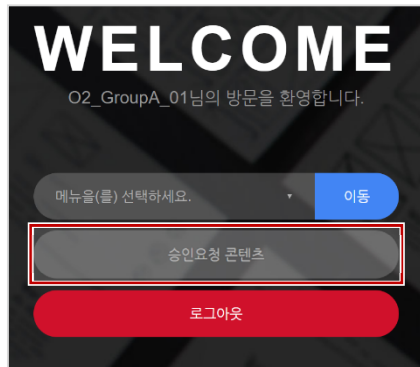 WELCOME
O2_GroupA_01님의 방문을 환영합니다.
메뉴을(를) 선택하세요.
이동
승인요청 콘텐츠
로그아웃